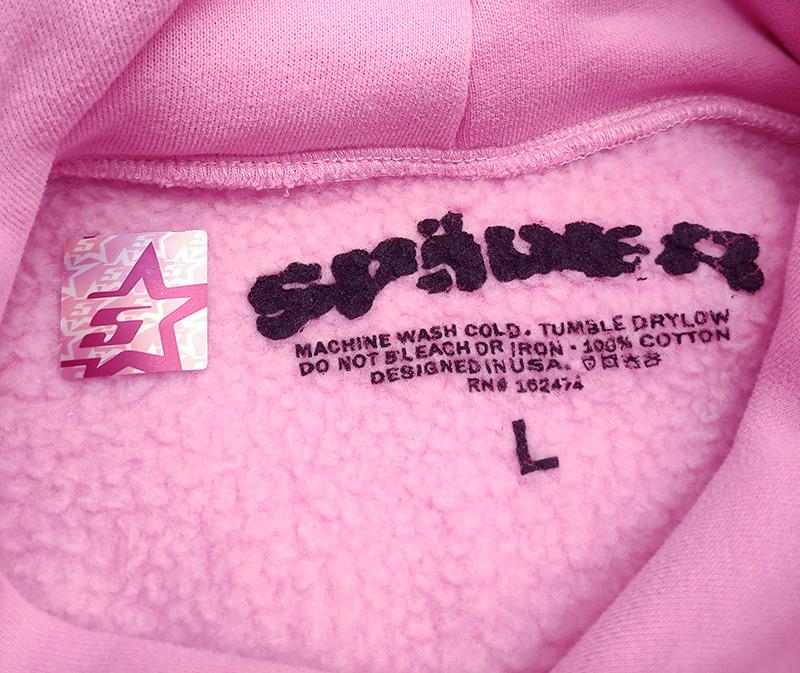 MACHINE WASH COLD. TUMBLE DRYLOW
DO NOT BLEACH OR IRON · 100% COTTON
DESIGNED IN USA.
RN# 162474
L